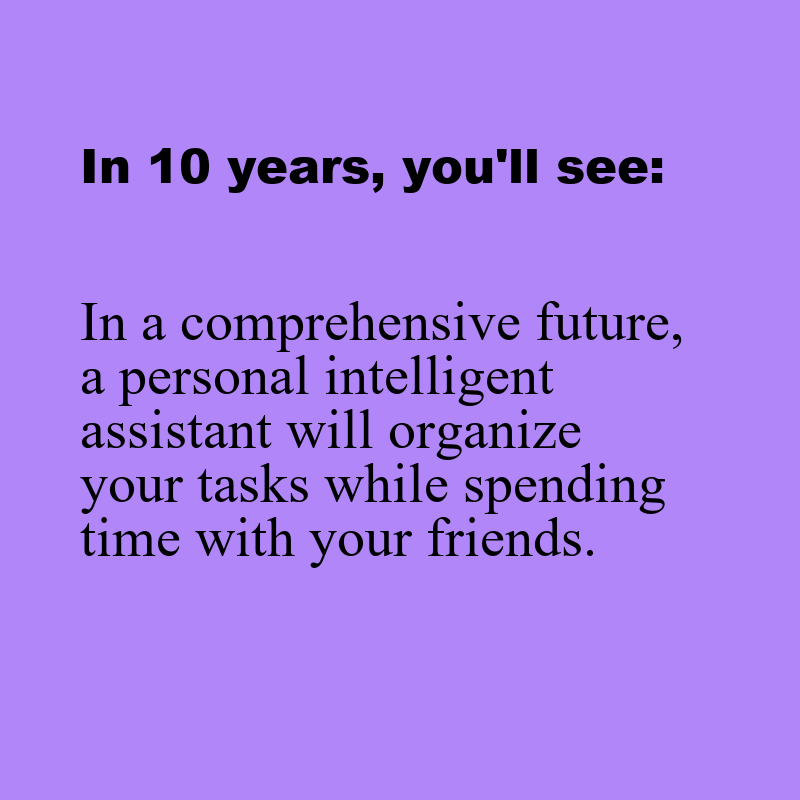 In 10 years, you'll see:
In a comprehensive future,
a personal intelligent
assistant will organize
your tasks while spending
time with your friends.